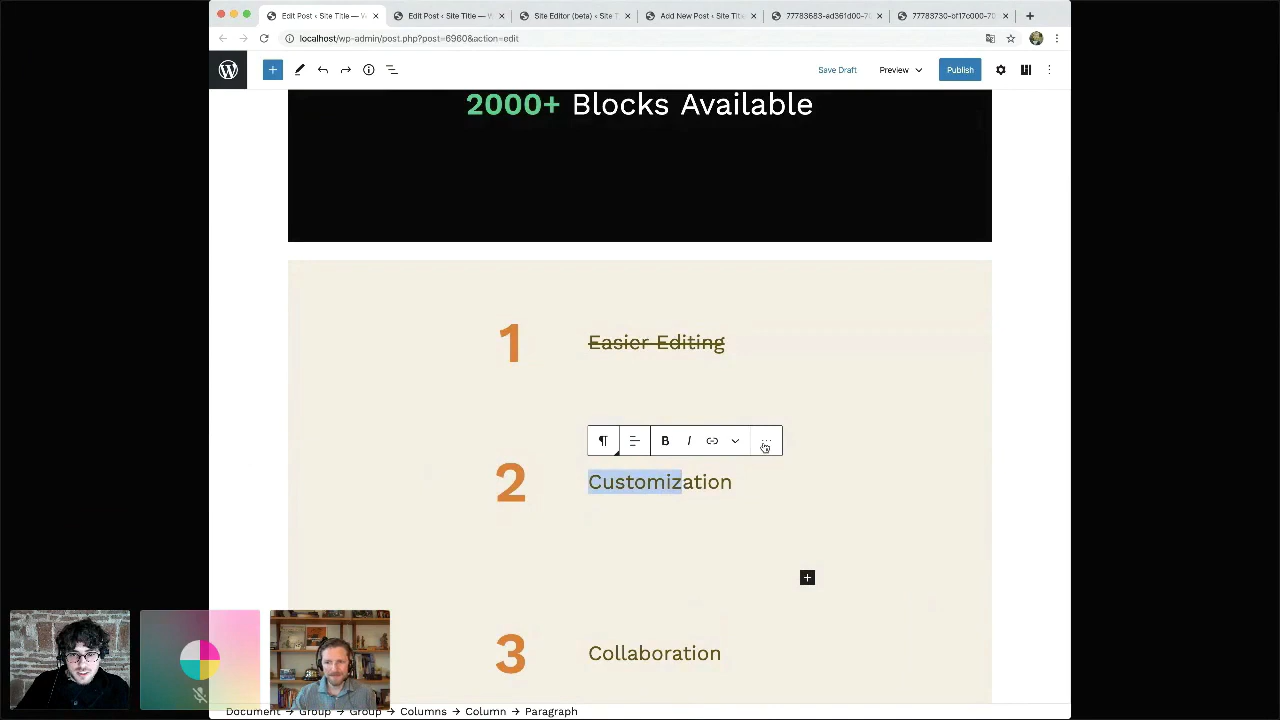 Edit Post ‹ Site Title — W
Edit Post ‹ Site Title — W
Site Editor (beta) ‹ Site T
Add New Post ‹ Site Title
localhost/wp-admin/post.php?post=6960&action=edit
Save Draft
Preview
Publish
2000+ Blocks Available
1
Easier Editing
B I
2
Customization
3
Collaboration
Document → Group → Group → Columns → Column → Paragraph